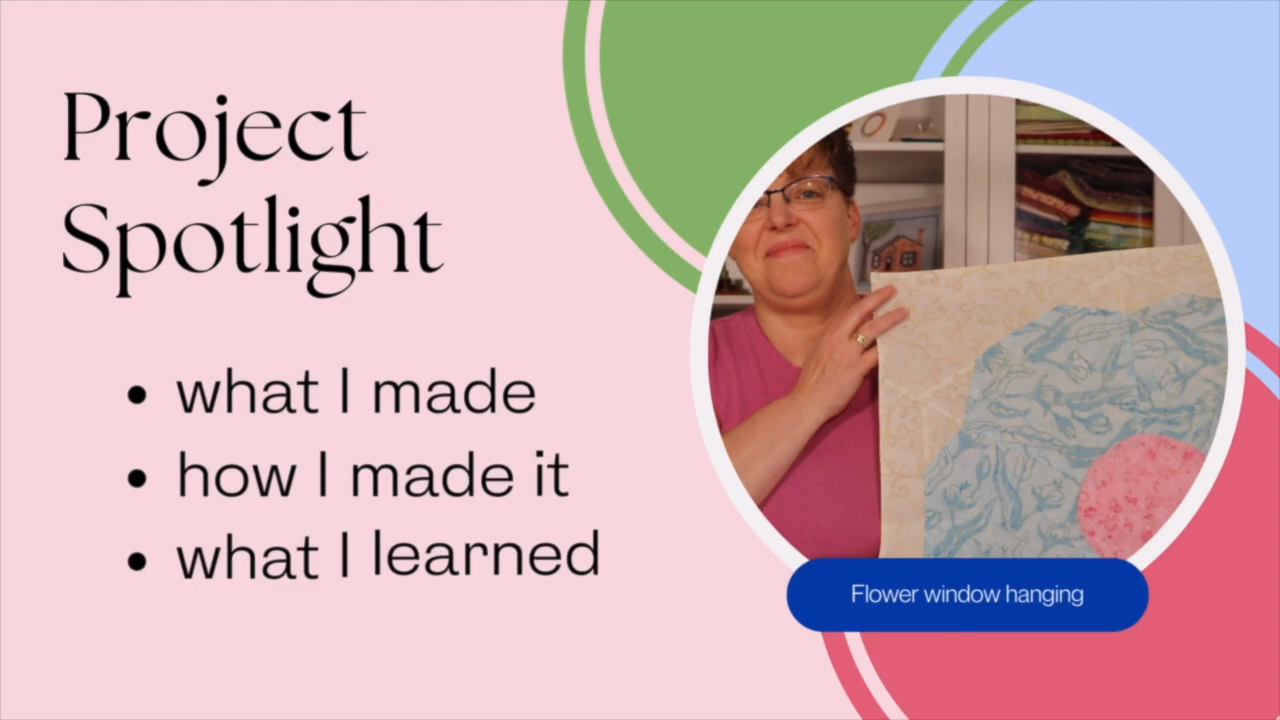 Project
Spotlight
• what I made
• how I made it
• what I learned
Flower window hanging